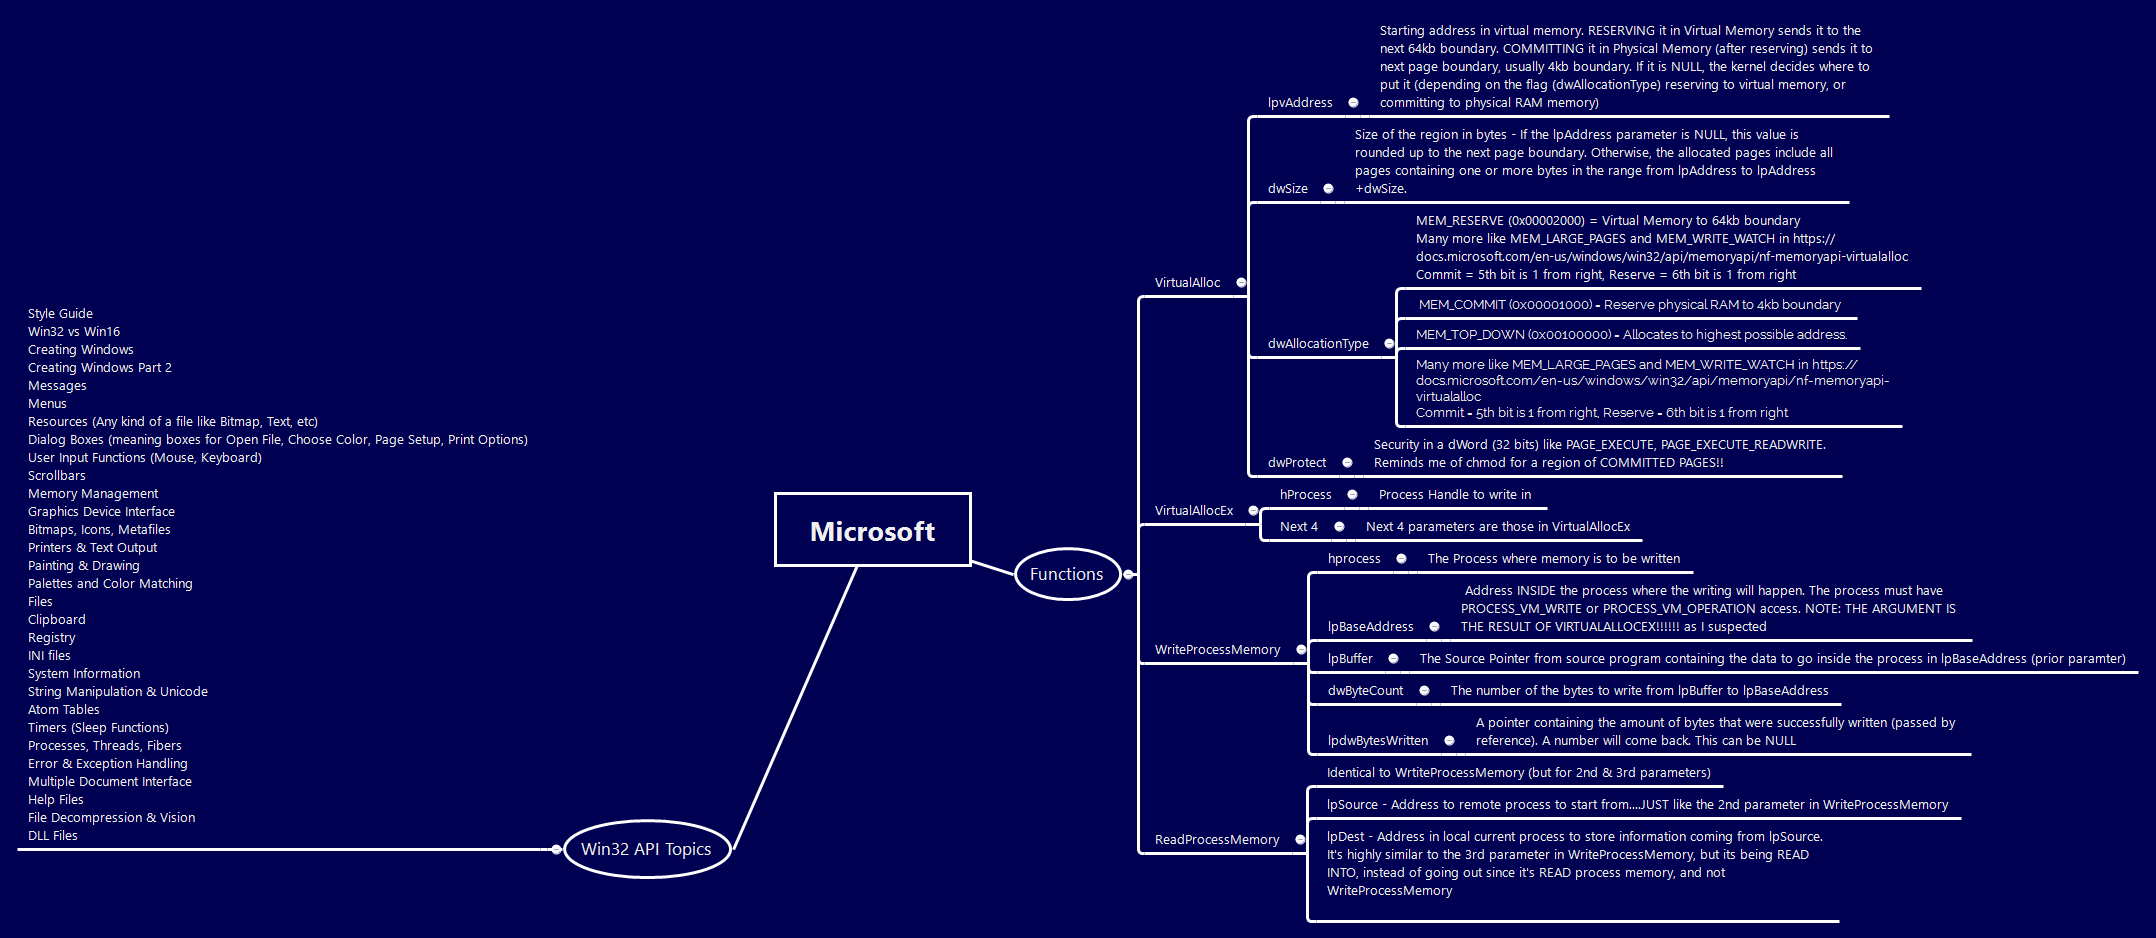 Microsoft
Functions
VirtualAlloc
lpvAddress
Starting address in virtual memory. RESERVING it in Virtual Memory sends it to the
next 64kb boundary. COMMITTING it in Physical Memory (after reserving) sends it to
next page boundary, usually 4kb boundary. If it is NULL, the kernel decides where to
put it (depending on the flag (dwAllocationType) reserving to virtual memory, or
committing to physical RAM memory)
dwSize
Size of the region in bytes - If the lpAddress parameter is NULL, this value is
rounded up to the next page boundary. Otherwise, the allocated pages include all
pages containing one or more bytes in the range from lpAddress to lpAddress
+dwSize.
dwAllocationType
MEM_RESERVE (0x00002000) = Virtual Memory to 64kb boundary
Many more like MEM_LARGE_PAGES and MEM_WRITE_WATCH in https://
docs.microsoft.com/en-us/windows/win32/api/memoryapi/nf-memoryapi-virtualalloc
Commit = 5th bit is 1 from right, Reserve = 6th bit is 1 from right
MEM_COMMIT (0x00001000) - Reserve physical RAM to 4kb boundary
MEM_TOP_DOWN (0x00100000) - Allocates to highest possible address.
Many more like MEM_LARGE_PAGES and MEM_WRITE_WATCH in https://
docs.microsoft.com/en-us/windows/win32/api/memoryapi/nf-memoryapi-
virtualalloc
Commit = 5th bit is 1 from right, Reserve = 6th bit is 1 from right
dwProtect
Security in a dWord (32 bits) like PAGE_EXECUTE, PAGE_EXECUTE_READWRITE.
Reminds me of chmod for a region of COMMITTED PAGES!!
VirtualAllocEx
hProcess
Process Handle to write in
Next 4
Next 4 parameters are those in VirtualAllocEx
WriteProcessMemory
hprocess
The Process where memory is to be written
lpBaseAddress
Address INSIDE the process where the writing will happen. The process must have
PROCESS_VM_WRITE or PROCESS_VM_OPERATION access. NOTE: THE ARGUMENT IS
THE RESULT OF VIRTUALALLOCEX!!!!!! as I suspected
lpBuffer
The Source Pointer from source program containing the data to go inside the process in lpBaseAddress (prior paramter)
dwByteCount
The number of the bytes to write from lpBuffer to lpBaseAddress
lpdwBytesWritten
A pointer containing the amount of bytes that were successfully written (passed by
reference). A number will come back. This can be NULL
ReadProcessMemory
Identical to WrtiteProcessMemory (but for 2nd & 3rd parameters)
lpSource - Address to remote process to start from....JUST like the 2nd parameter in WriteProcessMemory
lpDest - Address in local current process to store information coming from lpSource.
It's highly similar to the 3rd parameter in WriteProcessMemory, but its being READ
INTO, instead of going out since it's READ process memory, and not
WriteProcessMemory
Win32 API Topics
Style Guide
Win32 vs Win16
Creating Windows
Creating Windows Part 2
Messages
Menus
Resources (Any kind of a file like Bitmap, Text, etc)
Dialog Boxes (meaning boxes for Open File, Choose Color, Page Setup, Print Options)
User Input Functions (Mouse, Keyboard)
Scrollbars
Memory Management
Graphics Device Interface
Bitmaps, Icons, Metafiles
Printers & Text Output
Painting & Drawing
Palettes and Color Matching
Files
Clipboard
Registry
INI files
System Information
String Manipulation & Unicode
Atom Tables
Timers (Sleep Functions)
Processes, Threads, Fibers
Error & Exception Handling
Multiple Document Interface
Help Files
File Decompression & Vision
DLL Files